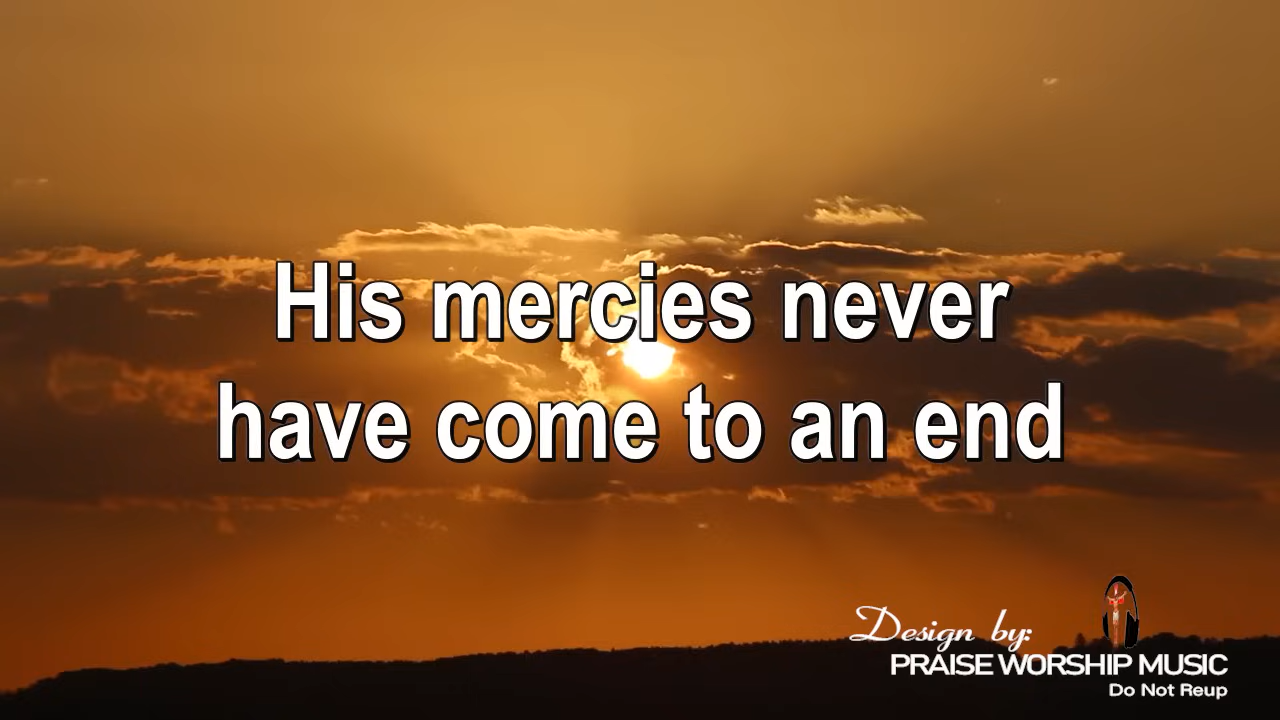 His mercies never
have come to an end
Design by:
PRAISE WORSHIP MUSIC
Do Not Reup